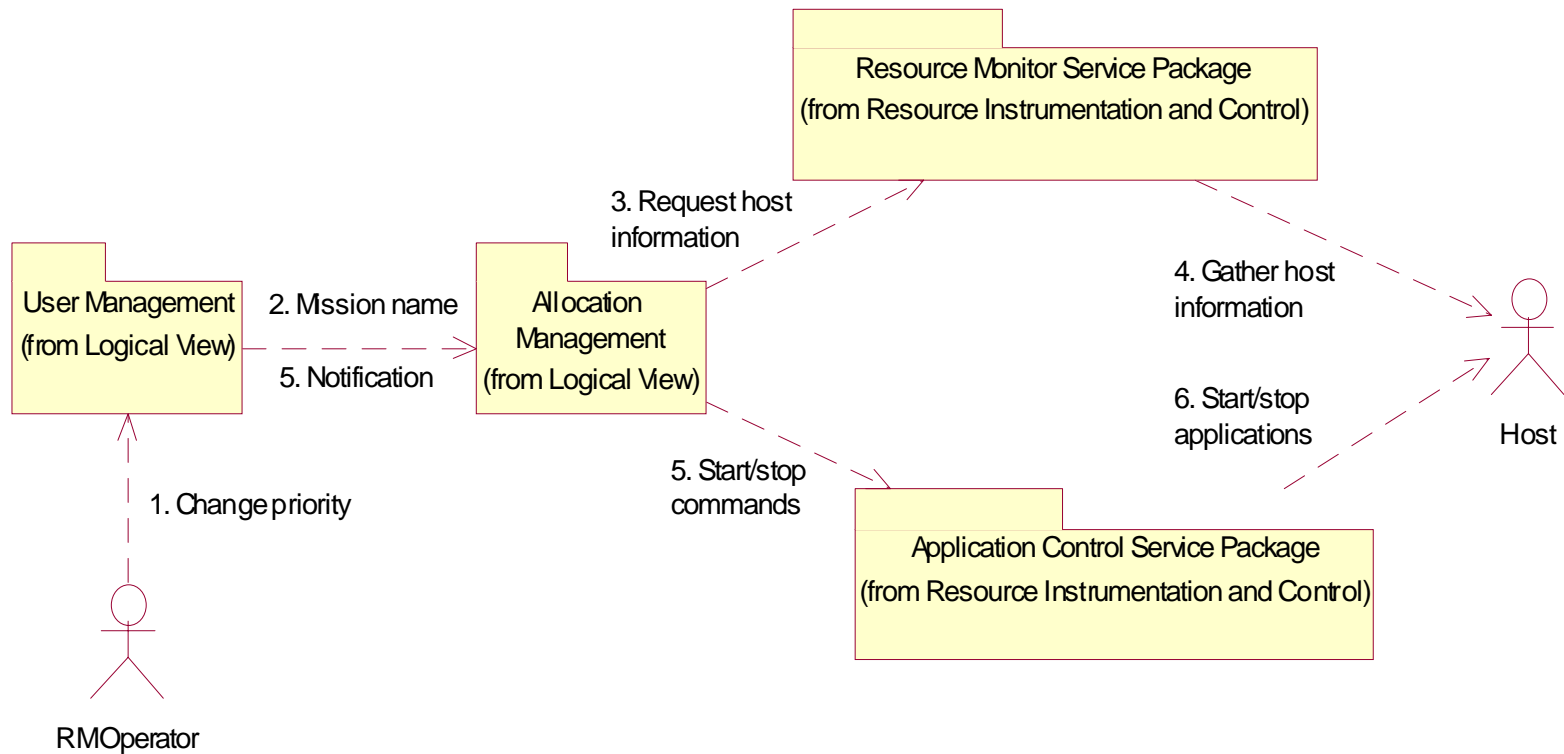 Resource Monitor Service Package
(from Resource Instrumentation and Control)
3. Request host
information
4. Gather host
information
User Management
(from Logical View)
2. Mission name
5. Notification
Allocation
Management
(from Logical View)
6. Start/stop
applications
Host
5. Start/stop
commands
1. Change priority
Application Control Service Package
(from Resource Instrumentation and Control)
RMOperator